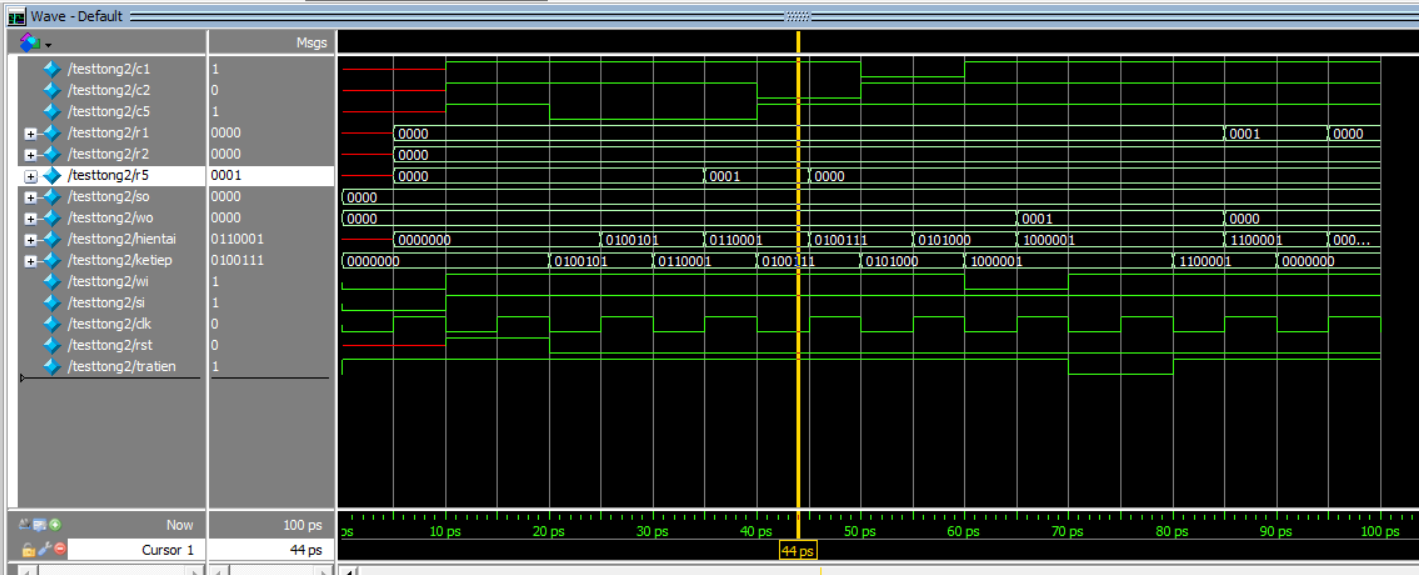 Wave - Default
Msgs
/testtong2/c1 1
/testtong2/c2 0
/testtong2/c5 1
/testtong2/r1 0000 0000 0001 0000
/testtong2/r2 0000 0000
/testtong2/r5 0001 0000 0001 0000
/testtong2/so 0000 0000
/testtong2/wo 0000 0000 0001 0000
/testtong2/hientai 0110001 0000000 0100101 0110001 0100111 0101000 1000001 1100001 000...
/testtong2/ketiep 0100111 0000000 0100101 0110001 0100111 0101000 1000001 1100001 0000000
/testtong2/wi 1
/testtong2/si 1
/testtong2/clk 0
/testtong2/rst 0
/testtong2/tratien 1
Now 100 ps ps 10 ps 20 ps 30 ps 40 ps 50 ps 60 ps 70 ps 80 ps 90 ps 100 ps
Cursor 1 44 ps 44 ps